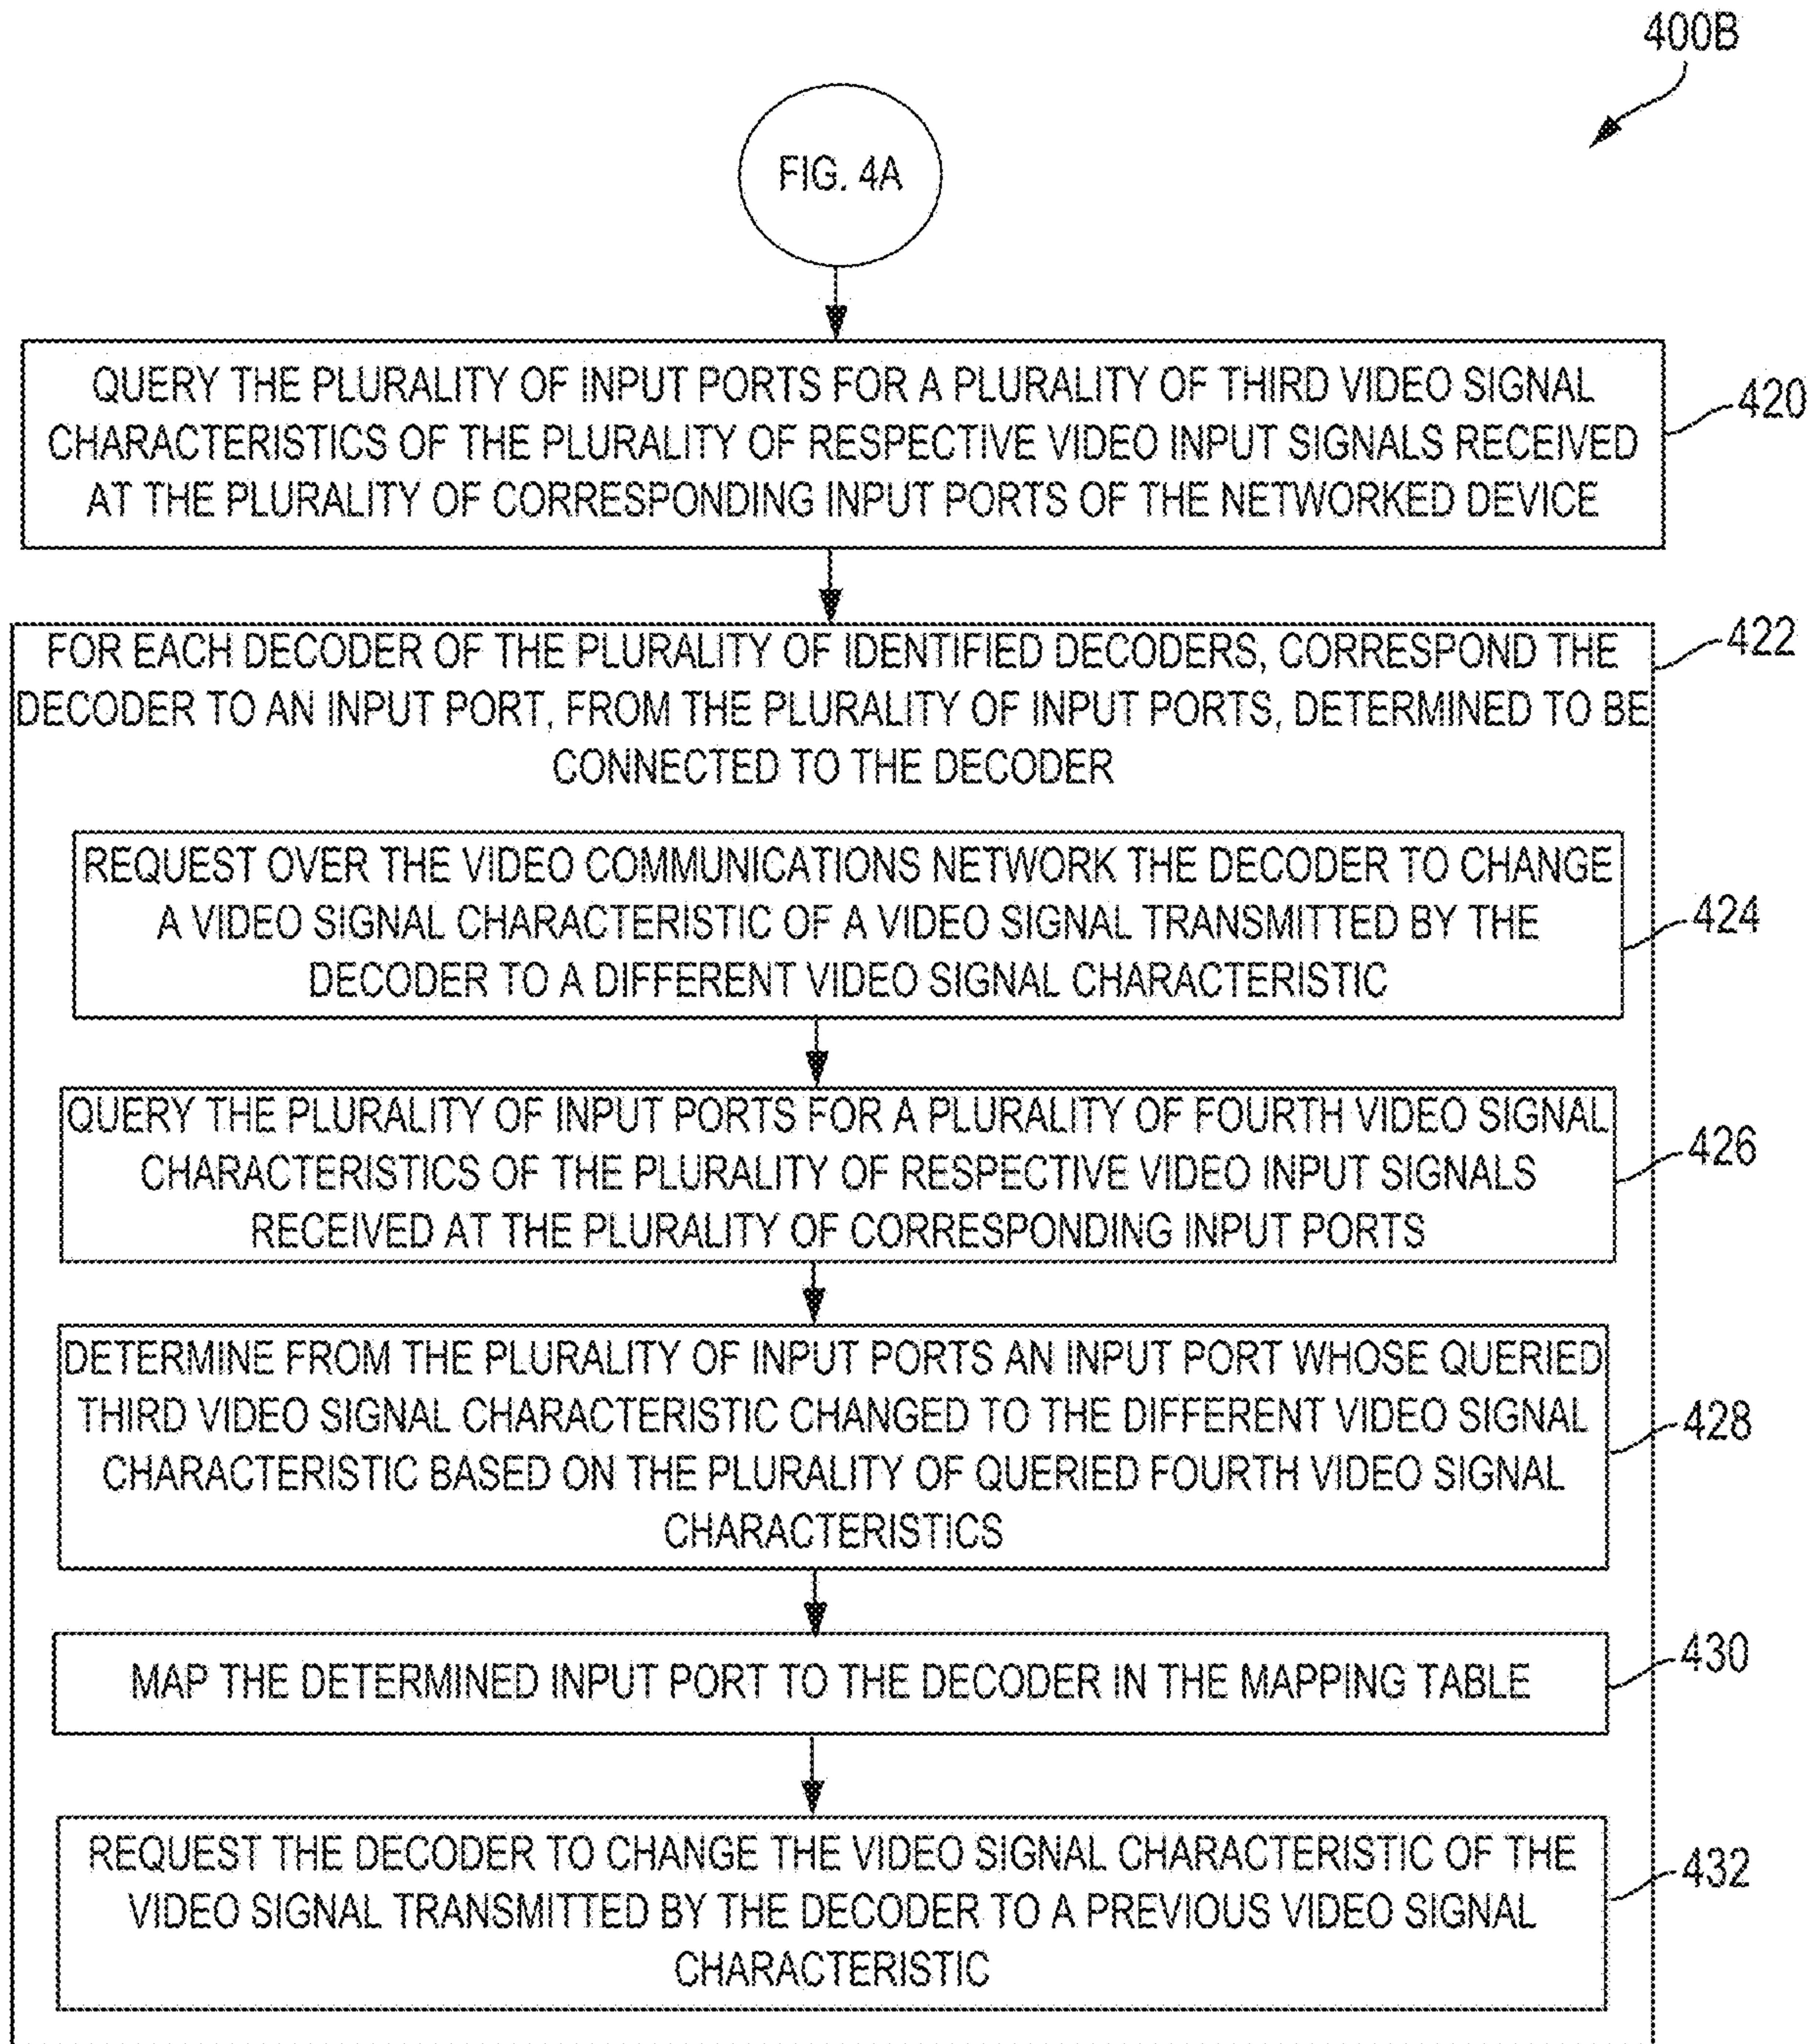 400B
FIG. 4A
QUERY THE PLURALITY OF INPUT PORTS FOR A PLURALITY OF THIRD VIDEO SIGNAL
CHARACTERISTICS OF THE PLURALITY OF RESPECTIVE VIDEO INPUT SIGNALS RECEIVED
AT THE PLURALITY OF CORRESPONDING INPUT PORTS OF THE NETWORKED DEVICE
420
FOR EACH DECODER OF THE PLURALITY OF IDENTIFIED DECODERS, CORRESPOND THE
DECODER TO AN INPUT PORT, FROM THE PLURALITY OF INPUT PORTS, DETERMINED TO BE
CONNECTED TO THE DECODER
422
REQUEST OVER THE VIDEO COMMUNICATIONS NETWORK THE DECODER TO CHANGE
A VIDEO SIGNAL CHARACTERISTIC OF A VIDEO SIGNAL TRANSMITTED BY THE
DECODER TO A DIFFERENT VIDEO SIGNAL CHARACTERISTIC
424
QUERY THE PLURALITY OF INPUT PORTS FOR A PLURALITY OF FOURTH VIDEO SIGNAL
CHARACTERISTICS OF THE PLURALITY OF RESPECTIVE VIDEO INPUT SIGNALS
RECEIVED AT THE PLURALITY OF CORRESPONDING INPUT PORTS
426
DETERMINE FROM THE PLURALITY OF INPUT PORTS AN INPUT PORT WHOSE QUERIED
THIRD VIDEO SIGNAL CHARACTERISTIC CHANGED TO THE DIFFERENT VIDEO SIGNAL
CHARACTERISTIC BASED ON THE PLURALITY OF QUERIED FOURTH VIDEO SIGNAL
CHARACTERISTICS
428
MAP THE DETERMINED INPUT PORT TO THE DECODER IN THE MAPPING TABLE
430
REQUEST THE DECODER TO CHANGE THE VIDEO SIGNAL CHARACTERISTIC OF THE
VIDEO SIGNAL TRANSMITTED BY THE DECODER TO A PREVIOUS VIDEO SIGNAL
CHARACTERISTIC
432